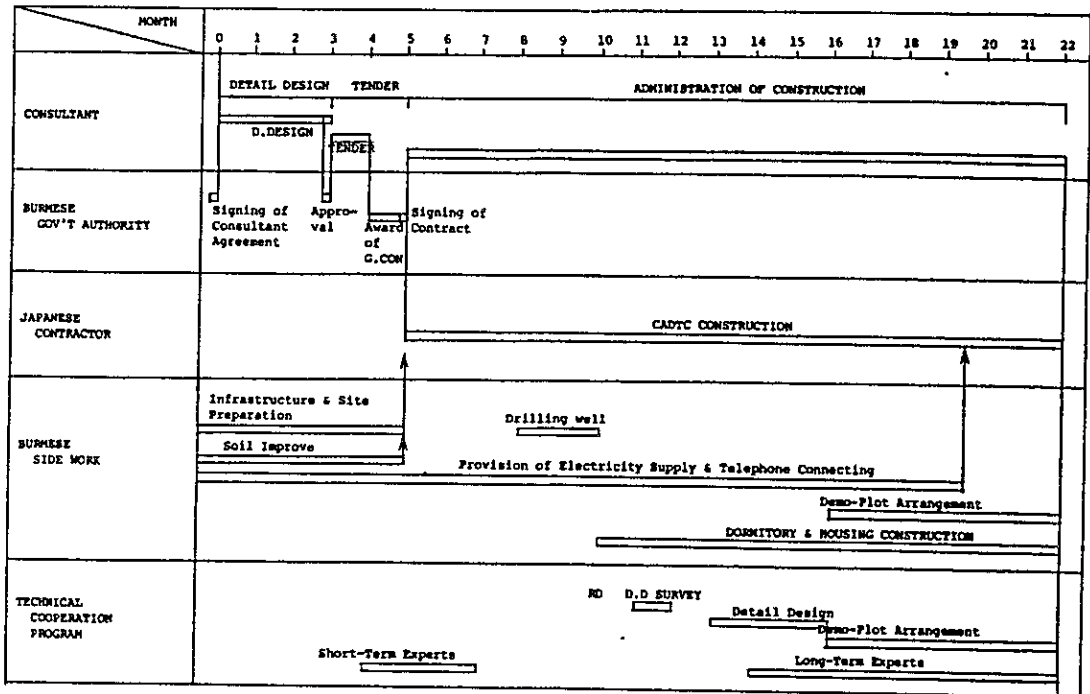 MONTH
0 1 2 3 4 5 6 7 8 9 10 11 12 13 14 15 16 17 18 19 20 21 22
DETAIL DESIGN TENDER ADMINISTRATION OF CONSTRUCTION
CONSULTANT
D.DESIGN
TENDER
BURMESE
GOV'T AUTHORITY
Signing of
Consultant
Agreement
Appro-
val
Award
of
G.CON
Signing of
Contract
JAPANESE
CONTRACTOR
CADTC CONSTRUCTION
BURMESE
SIDE WORK
Infrastructure & Site
Preparation
Drilling well
Soil Improve
Provision of Electricity Supply & Telephone Connecting
Demo-Plot Arrangement
DORMITORY & HOUSING CONSTRUCTION
TECHNICAL
COOPERATION
PROGRAM
RD D.D SURVEY
Detail Design
Demo-Plot Arrangement
Short-Term Experts
Long-Term Experts